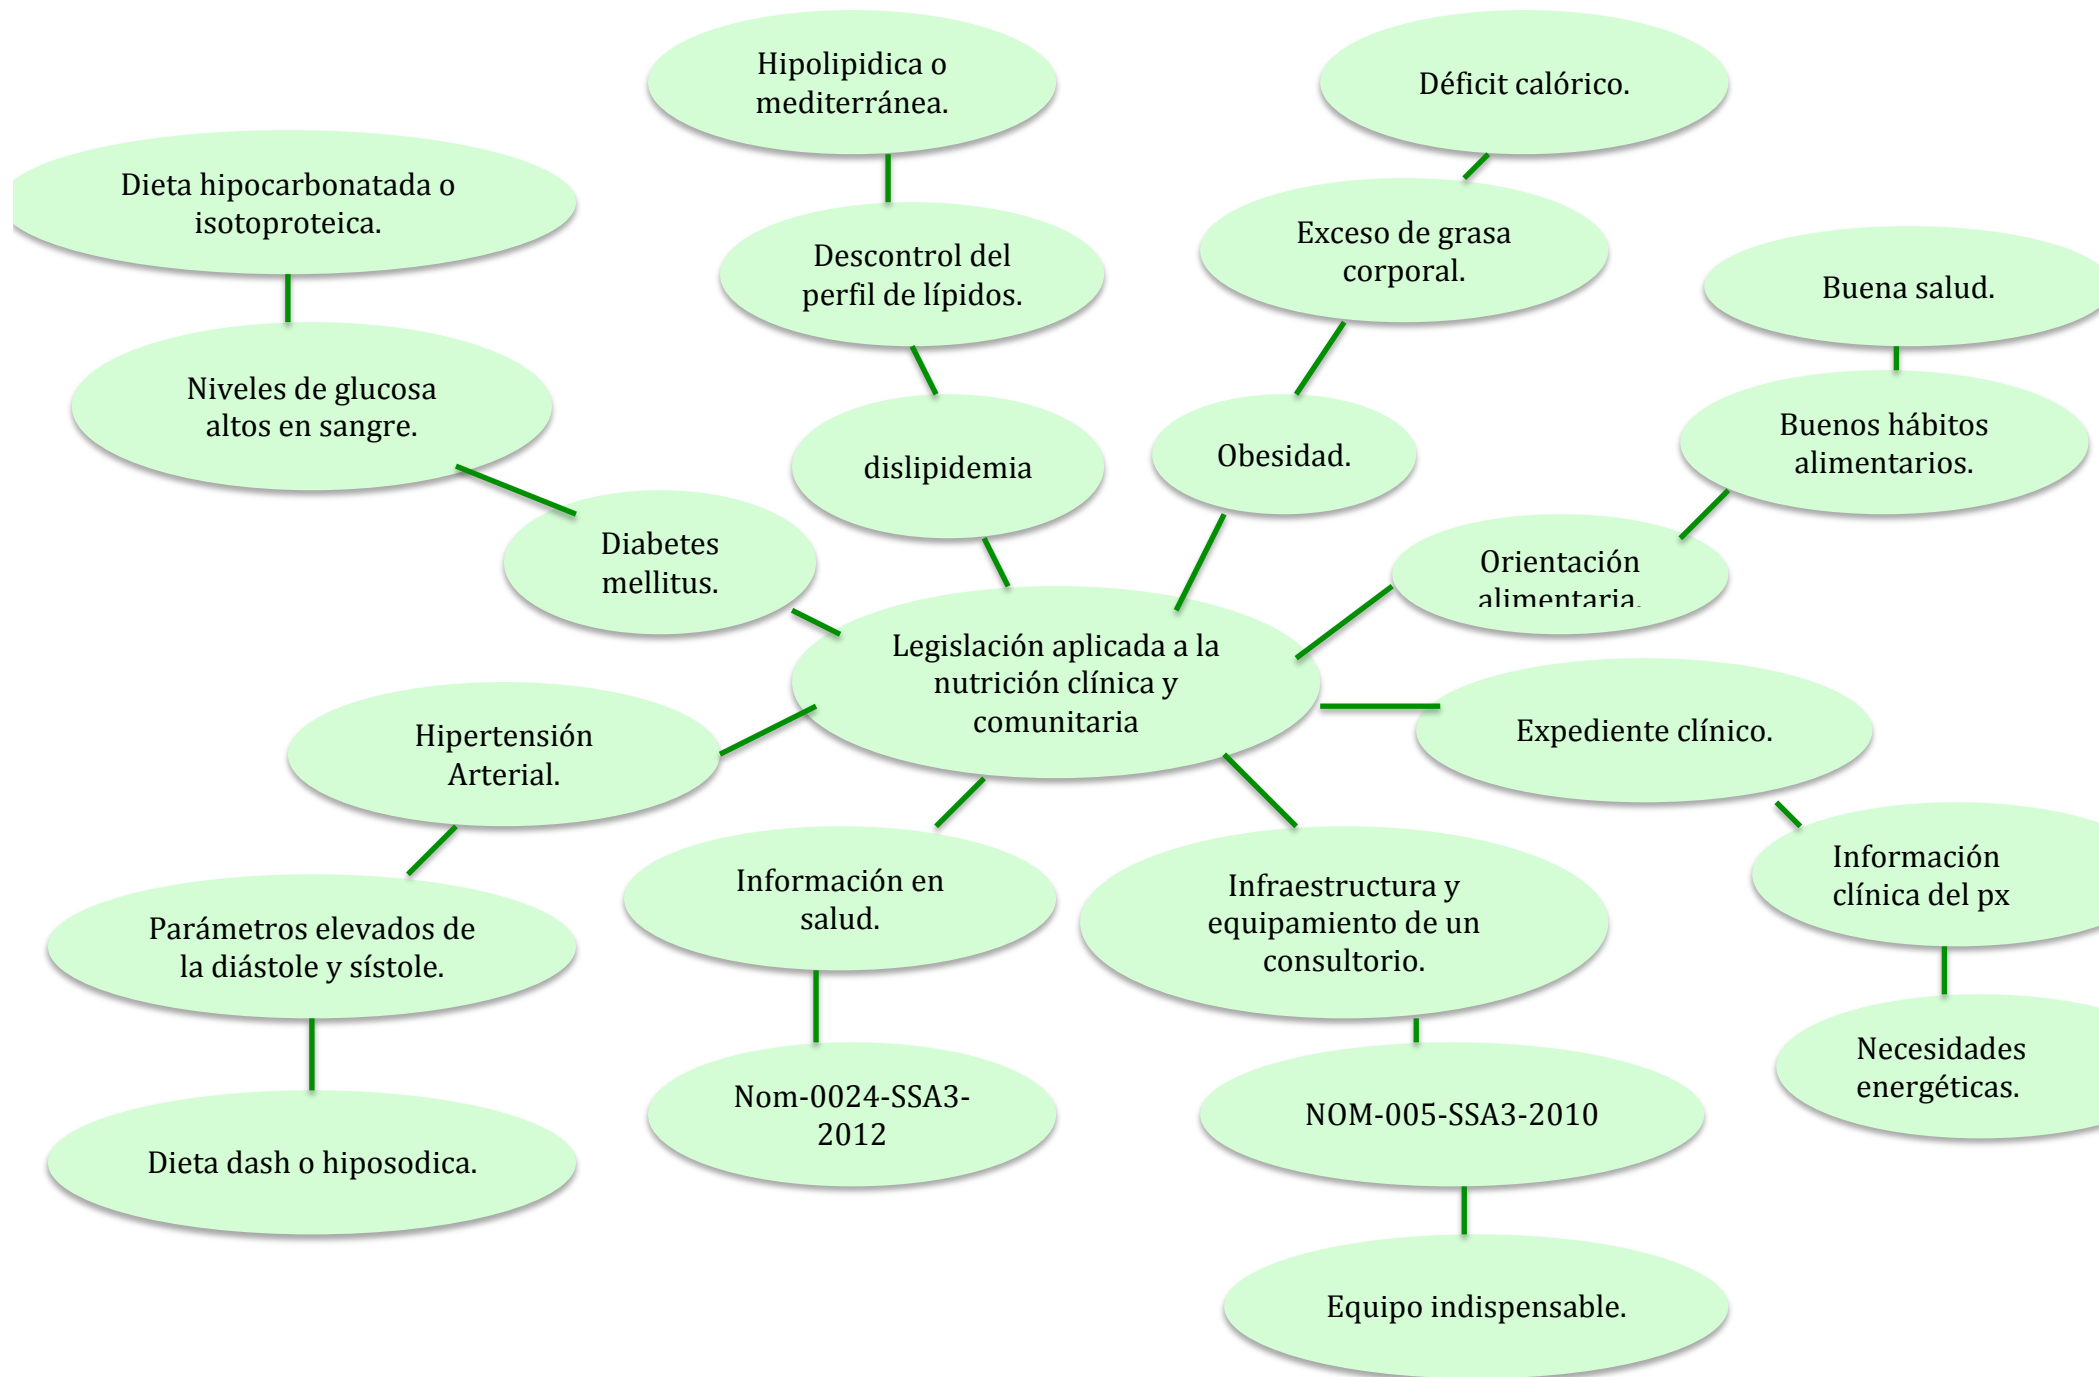 Hipolipidica o
mediterránea.
Déficit calórico.
Dieta hipocarbonatada o
isotoproteica.
Descontrol del
perfil de lípidos.
Exceso de grasa
corporal.
Buena salud.
Niveles de glucosa
altos en sangre.
dislipidemia
Obesidad.
Buenos hábitos
alimentarios.
Diabetes
mellitus.
Orientación
alimentaria.
Legislación aplicada a la
nutrición clínica y
comunitaria
Hipertensión
Arterial.
Expediente clínico.
Información en
salud.
Infraestructura y
equipamiento de un
consultorio.
Información
clínica del px
Parámetros elevados de
la diástole y sístole.
Nom-0024-SSA3-
2012
NOM-005-SSA3-2010
Necesidades
energéticas.
Dieta dash o hiposodica.
Equipo indispensable.